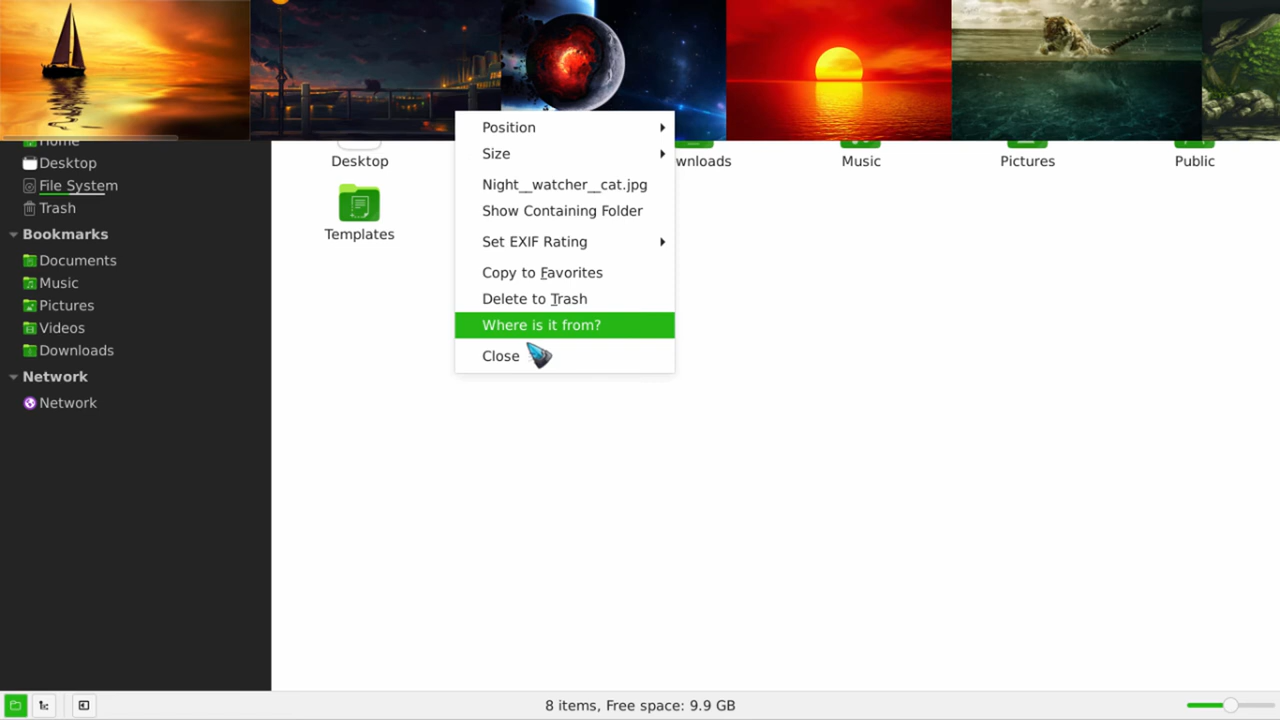 Home
Desktop
File System
Trash
Bookmarks
Documents
Music
Pictures
Videos
Downloads
Network
Network
Desktop
wnloads
Music
Pictures
Public
Templates
Position
Size
Night__watcher__cat.jpg
Show Containing Folder
Set EXIF Rating
Copy to Favorites
Delete to Trash
Where is it from?
Close
8 items, Free space: 9.9 GB